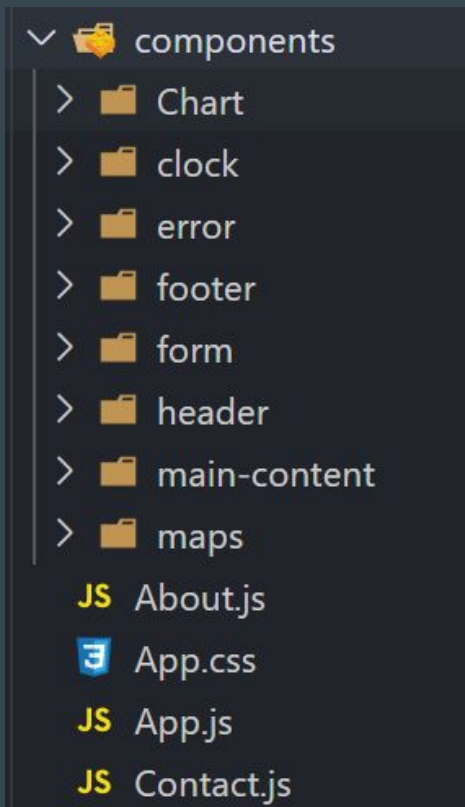 components
Chart
clock
error
footer
form
header
main-content
maps
JS About.js
3 App.css
JS App.js
JS Contact.js